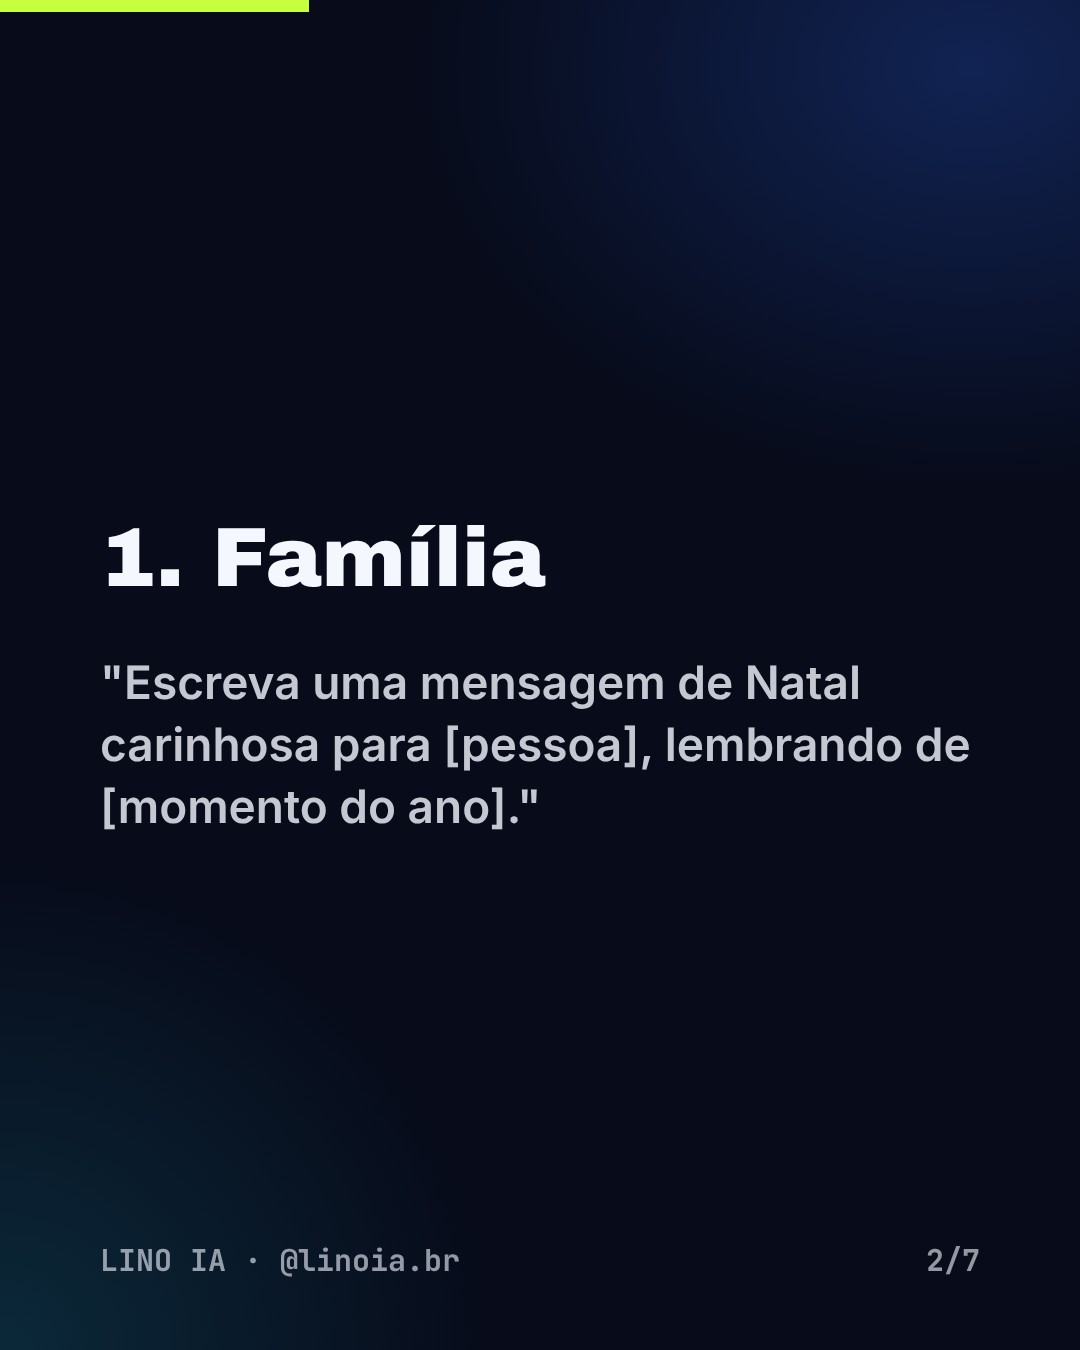 1. Família
"Escreva uma mensagem de Natal
carinhosa para [pessoa], lembrando de
[momento do ano]."
LINO IA · @linoia.br
2/7